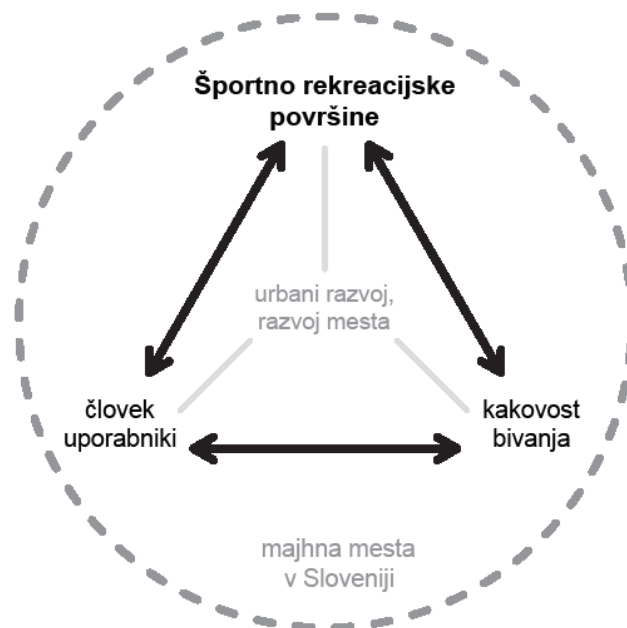 Športno rekreacijske
površine
urbani razvoj,
razvoj mesta
človek
uporabniki
kakovost
bivanja
majhna mesta
v Sloveniji